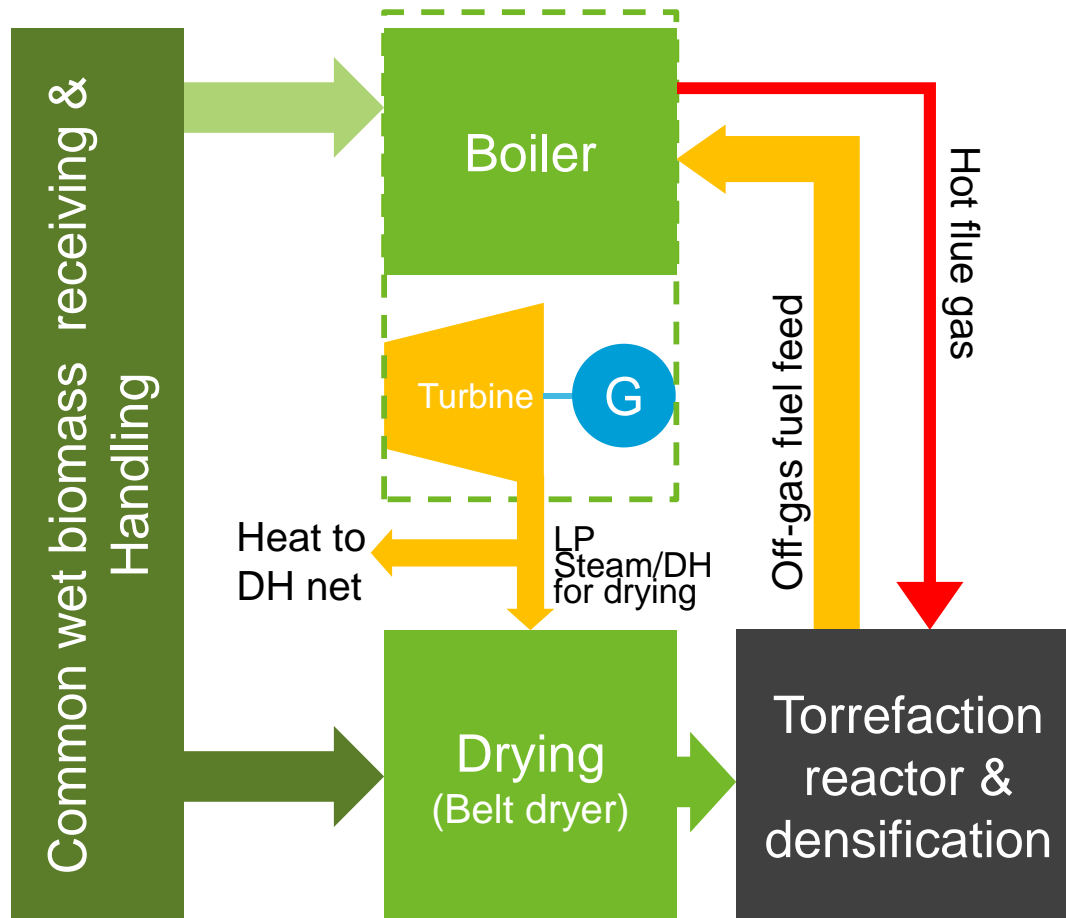 Common wet biomass receiving &
Handling
Boiler
Hot flue gas
Off-gas fuel feed
Turbine
G
Heat to
DH net
LP
Steam/DH
for drying
Drying
(Belt dryer)
Torrefaction
reactor &
densification